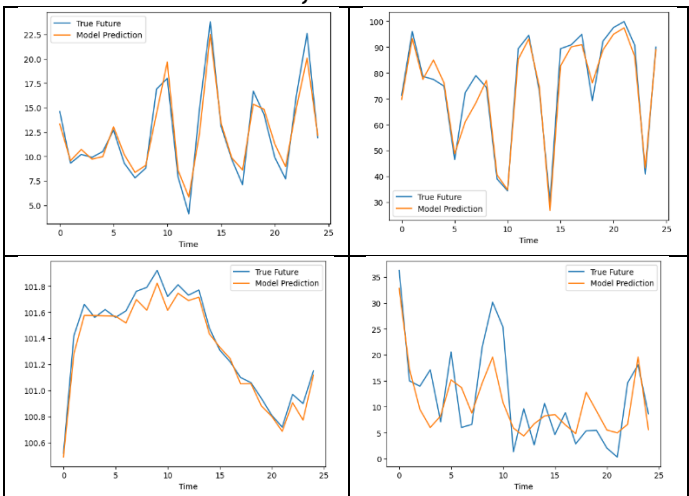 True Future
Model Prediction
22.5
20.0
17.5
15.0
12.5
10.0
7.5
5.0
0 5 10 15 20 25
Time
100
90
80
70
60
50
40
30
True Future
Model Prediction
0 5 10 15 20 25
Time
True Future
Model Prediction
101.8
101.6
101.4
101.2
101.0
100.8
100.6
0 5 10 15 20 25
Time
True Future
Model Prediction
35
30
25
20
15
10
5
0
0 5 10 15 20 25
Time